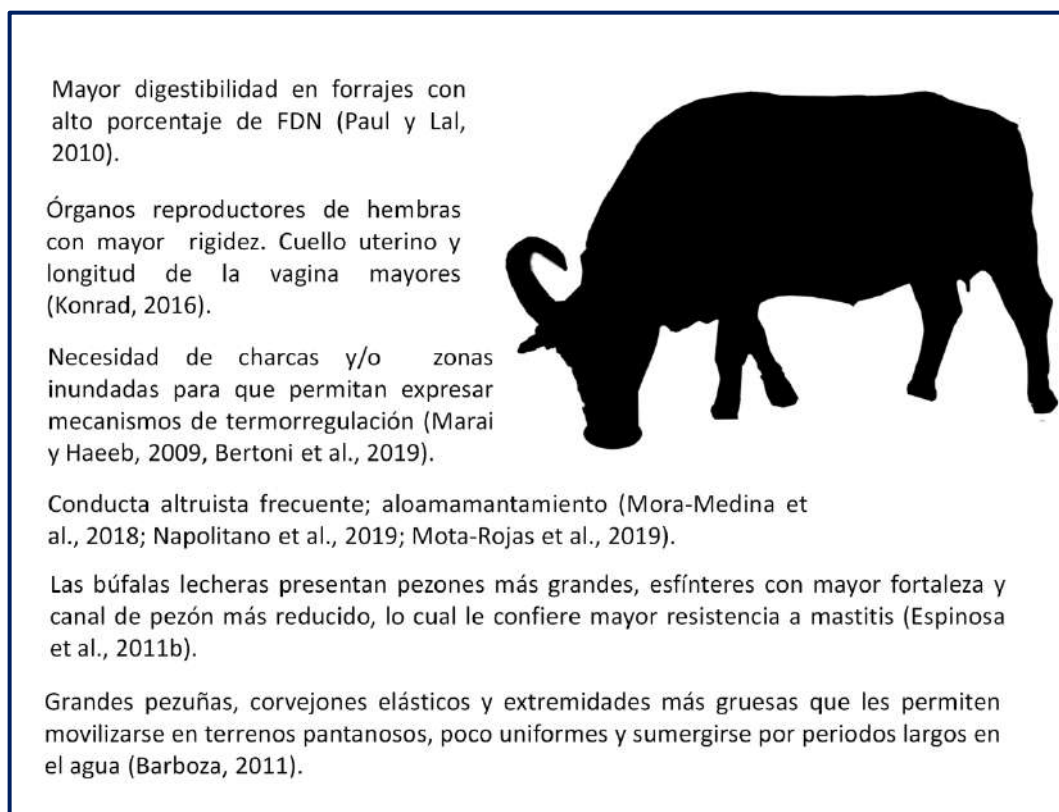 Mayor digestibilidad en forrajes con
alto porcentaje de FDN (Paul y Lal,
2010).
Órganos reproductores de hembras
con mayor rigidez. Cuello uterino y
longitud de la vagina mayores
(Konrad, 2016).
Necesidad de charcas y/o zonas
inundadas para que permitan expresar
mecanismos de termorregulación (Marai
y Haeeb, 2009, Bertoni et al., 2019).
Conducta altruista frecuente; aloamamantamiento (Mora-Medina et
al., 2018; Napolitano et al., 2019; Mota-Rojas et al., 2019).
Las búfalas lecheras presentan pezones más grandes, esfínteres con mayor fortaleza y
canal de pezón más reducido, lo cual le confiere mayor resistencia a mastitis (Espinosa
et al., 2011b).
Grandes pezuñas, corvejones elásticos y extremidades más gruesas que les permiten
movilizarse en terrenos pantanosos, poco uniformes y sumergirse por periodos largos en
el agua (Barboza, 2011).